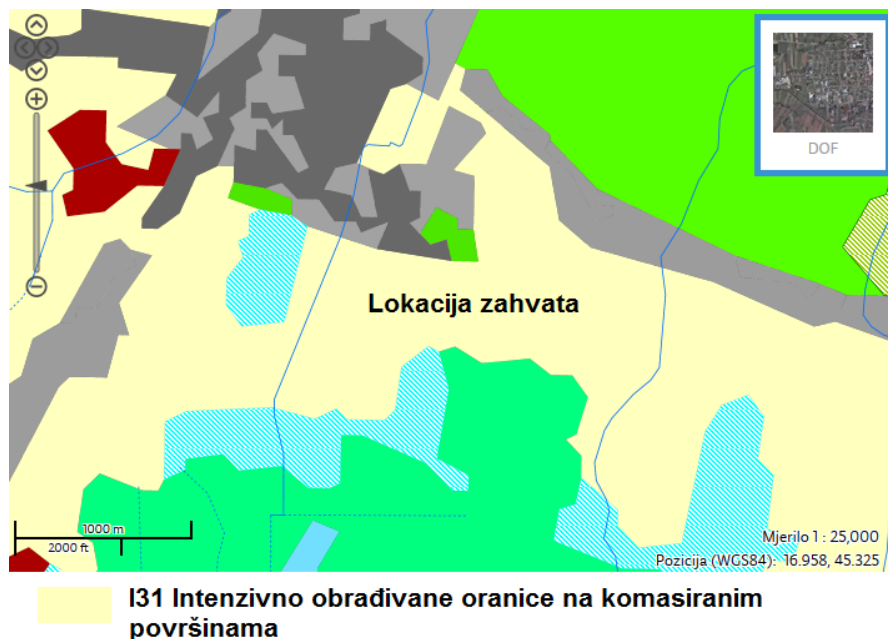 DOF
Lokacija zahvata
1000 m
2000 ft
Mjerilo 1 : 25,000
Pozicija (WGS84): 16.958, 45.325
I31 Intenzivno obrađivane oranice na komasiranim
površinama